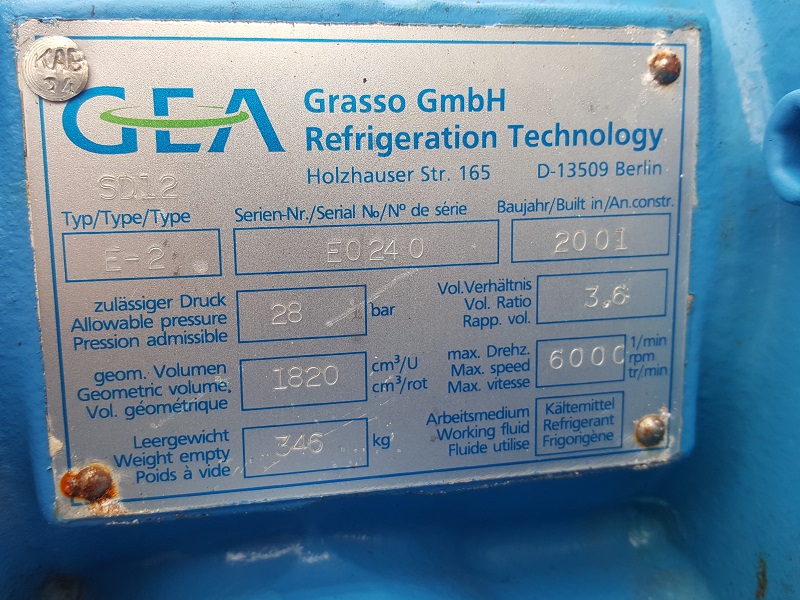 KAB
24
GEA
Grasso GmbH
Refrigeration Technology
Holzhauser Str. 165 D-13509 Berlin
SD12
Typ/Type/Type Serien-Nr./Serial No/N° de série Baujahr/Built in/An.constr.
E-2 E0240 2001
zulässiger Druck
Allowable pressure
Pression admissible
28 bar
Vol.Verhältnis
Vol. Ratio
Rapp. vol.
3,6
geom. Volumen
Geometric volume
Vol. géométrique
1820
cm³/U
cm³/rot
max. Drehz.
Max. speed
Max. vitesse
6000
1/min
rpm
tr/min
Leergewicht
Weight empty
Poids à vide
346 kg
Arbeitsmedium
Working fluid
Fluide utilise
Kältemittel
Refrigerant
Frigorigène